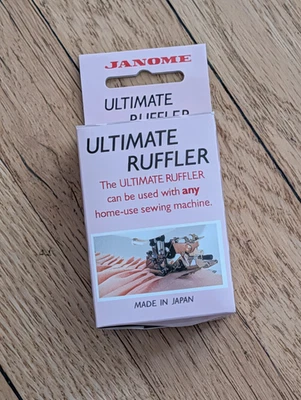 JANOME
ULTIMATE
RUFFLER
ULTIMATE
RUFFLER
The ULTIMATE RUFFLER
can be used with any
home-use sewing machine.
MADE IN JAPAN